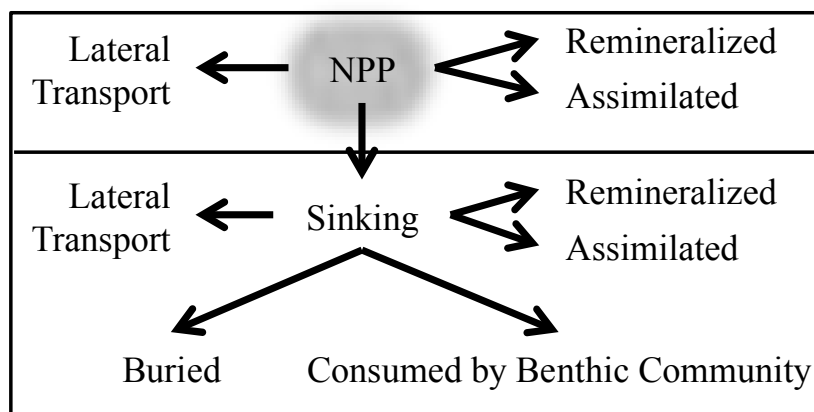 Lateral
Transport
NPP
Remineralized
Assimilated
Lateral
Transport
Sinking
Remineralized
Assimilated
Buried
Consumed by Benthic Community